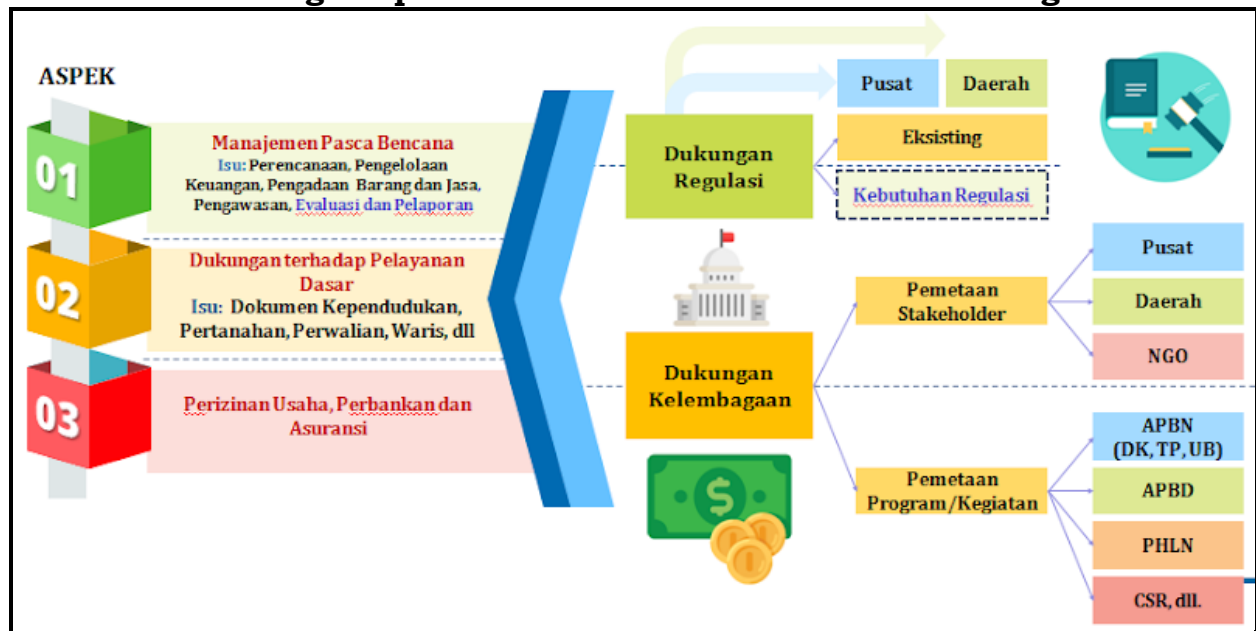 ASPEK
01
Manajemen Pasca Bencana
Isu: Perencanaan, Pengelolaan
Keuangan, Pengadaan Barang dan Jasa,
Pengawasan, Evaluasi dan Pelaporan
02
Dukungan terhadap Pelayanan
Dasar
Isu: Dokumen Kependudukan,
Pertanahan, Perwalian, Waris, dll
03
Perizinan Usaha, Perbankan dan
Asuransi
Dukungan
Regulasi
Pusat
Daerah
Eksisting
Kebutuhan Regulasi
Dukungan
Kelembagaan
Pemetaan
Stakeholder
Pusat
Daerah
NGO
Pemetaan
Program/Kegiatan
APBN
(DK, TP, UB)
APBD
PHLN
CSR, dll.